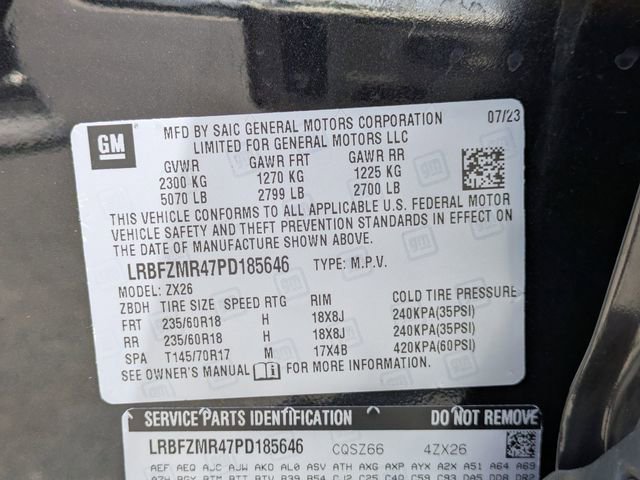 GM
MFD BY SAIC GENERAL MOTORS CORPORATION 07/23
LIMITED FOR GENERAL MOTORS LLC
GVWR GAWR FRT GAWR RR
2300 KG 1270 KG 1225 KG
5070 LB 2799 LB 2700 LB
THIS VEHICLE CONFORMS TO ALL APPLICABLE U.S. FEDERAL MOTOR
VEHICLE SAFETY AND THEFT PREVENTION STANDARDS IN EFFECT ON
THE DATE OF MANUFACTURE SHOWN ABOVE.
LRBFZMR47PD185646 TYPE: M.P.V.
MODEL: ZX26
ZBDH TIRE SIZE SPEED RTG RIM COLD TIRE PRESSURE
FRT 235/60R18 H 18X8J 240KPA(35PSI)
RR 235/60R18 H 18X8J 240KPA(35PSI)
SPA T145/70R17 M 17X4B 420KPA(60PSI)
SEE OWNER'S MANUAL FOR MORE INFORMATION.
SERVICE PARTS IDENTIFICATION DO NOT REMOVE
LRBFZMR47PD185646 CQSZ66 4ZX26
AEF AEQ AJC AJW AKO AL0 ASV ATH AXG AXP AYX A2X A51 A64 A69